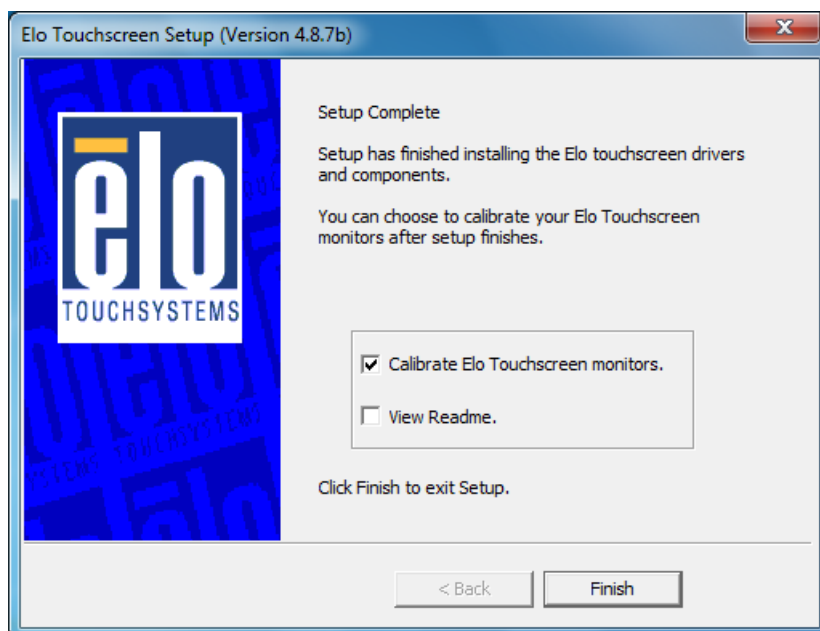 Elo Touchscreen Setup (Version 4.8.7b)
elo
TOUCHSYSTEMS
Setup Complete
Setup has finished installing the Elo touchscreen drivers
and components.
You can choose to calibrate your Elo Touchscreen
monitors after setup finishes.
Calibrate Elo Touchscreen monitors.
View Readme.
Click Finish to exit Setup.
< Back
Finish